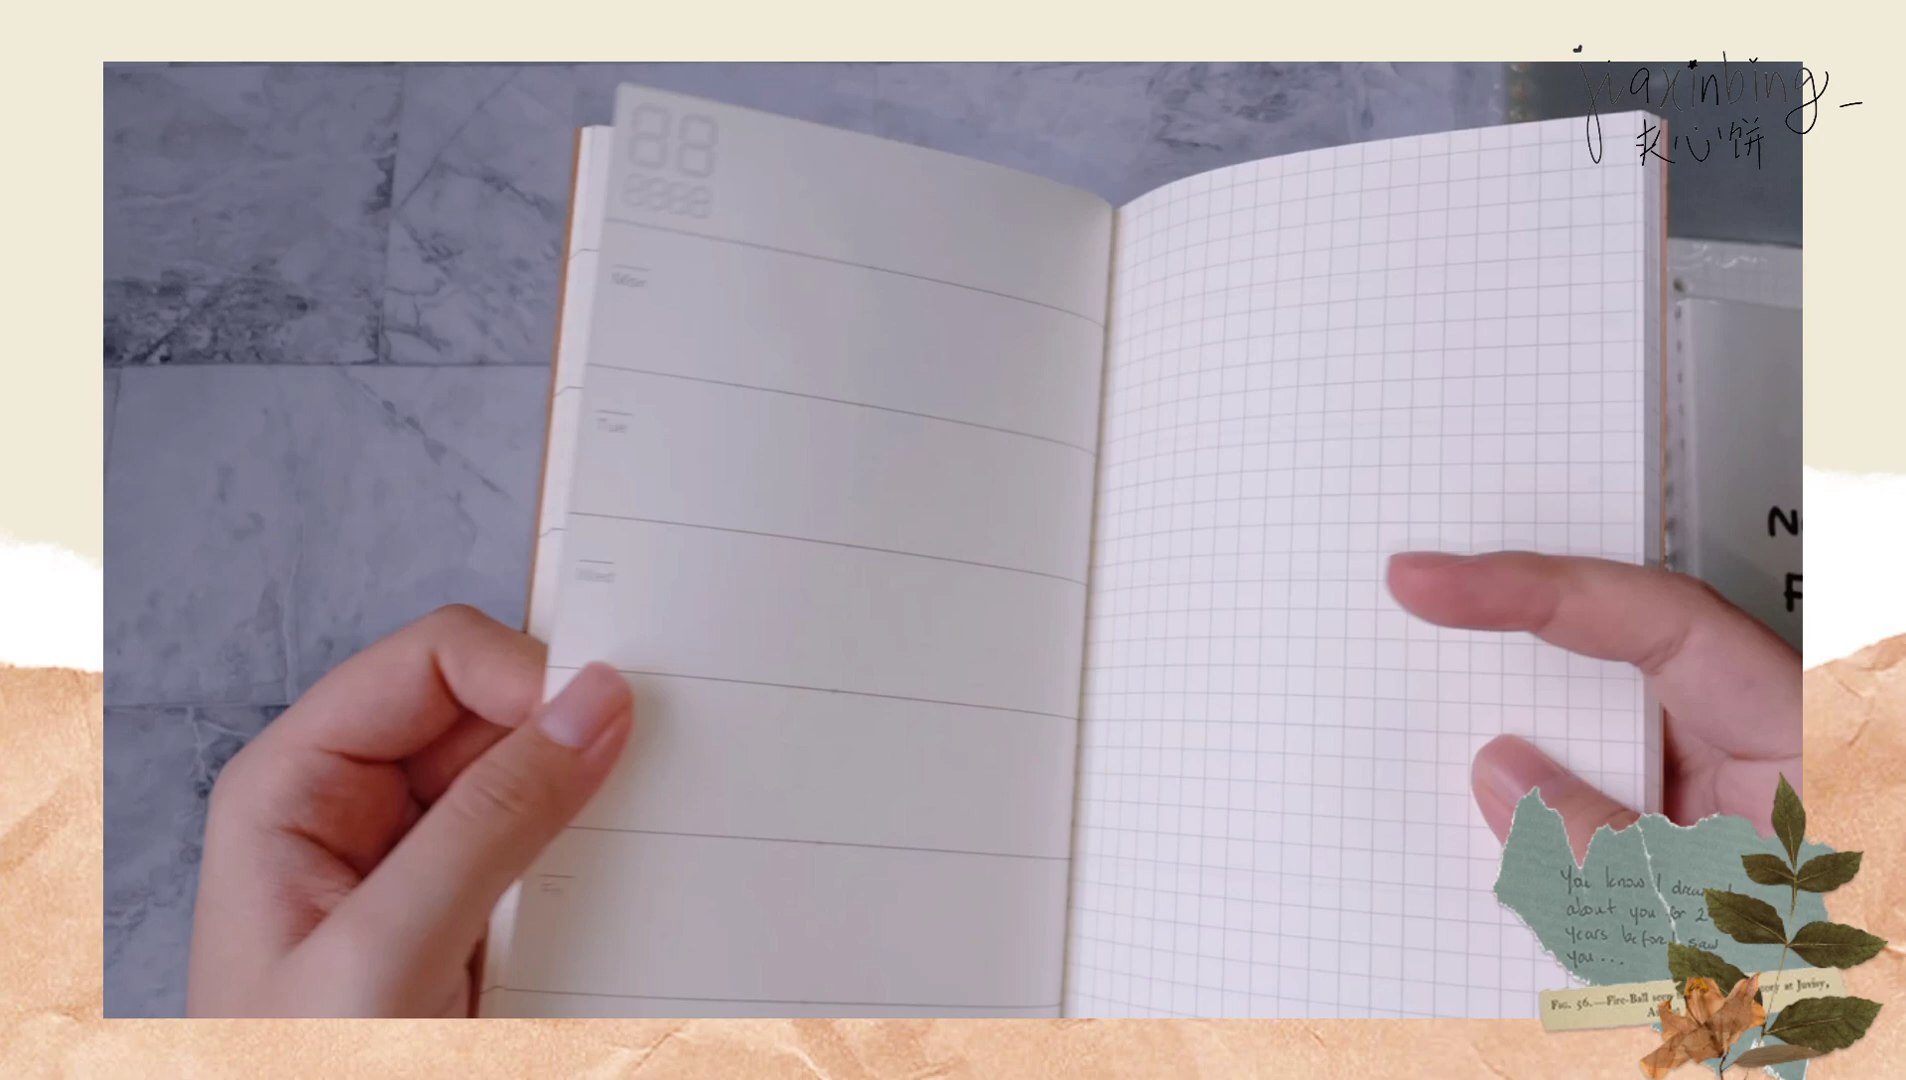 jiaxinbing_
夹心饼
88
8888
Mon
Tue
Wed
Fri
N
F
You know I
about you for 2
years before I saw
you...
FIG. 56.—Fire-Ball seen
at Juvisy,